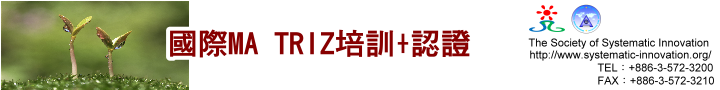 國際MA TRIZ培訓+認證
The Society of Systematic Innovation
http://www.systematic-innovation.org/
TEL：+886-3-572-3200
FAX：+886-3-572-3210